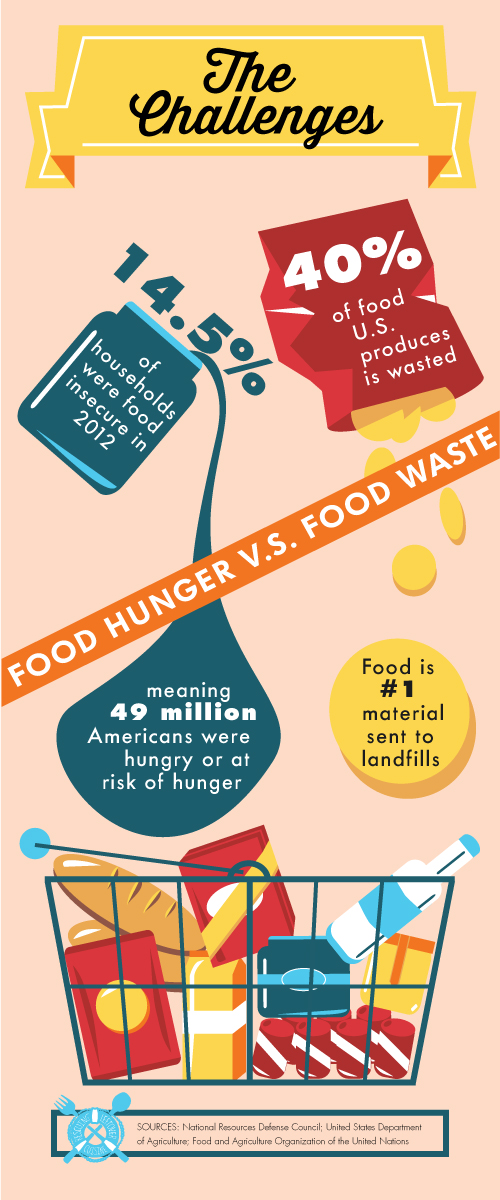 The
Challenges
14.5%
of
households
were food
insecure in
2012
40%
of food
U.S.
produces
is wasted
FOOD HUNGER V.S. FOOD WASTE
meaning
49 million
Americans were
hungry or at
risk of hunger
Food is
#1
material
sent to
landfills
SOURCES: National Resources Defense Council; United States Department
of Agriculture; Food and Agriculture Organization of the United Nations